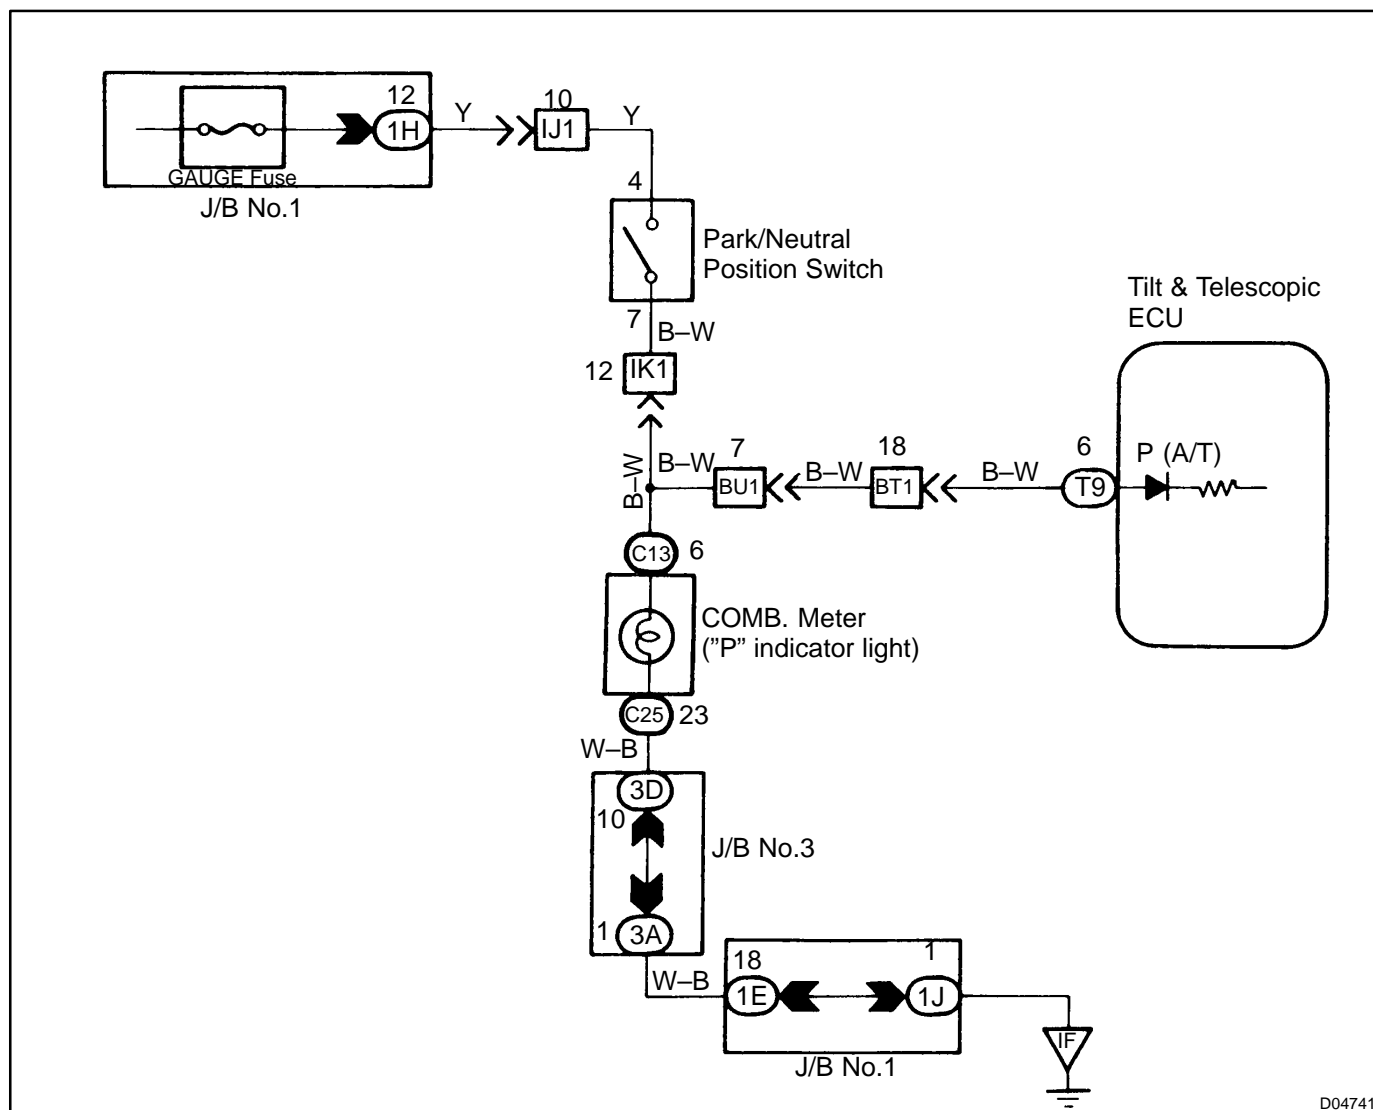 12
10
1H
Y
IJ1
Y
GAUGE Fuse
J/B No.1
4
Park/Neutral
Position Switch
7
B–W
12
IK1
Tilt & Telescopic
ECU
B–W
B–W
7
BU1
B–W
18
BT1
B–W
6
T9
P (A/T)
C13
6
COMB. Meter
(”P” indicator light)
C25
23
W–B
3D
10
J/B No.3
1
3A
W–B
18
1E
1
1J
J/B No.1
IF
D04741